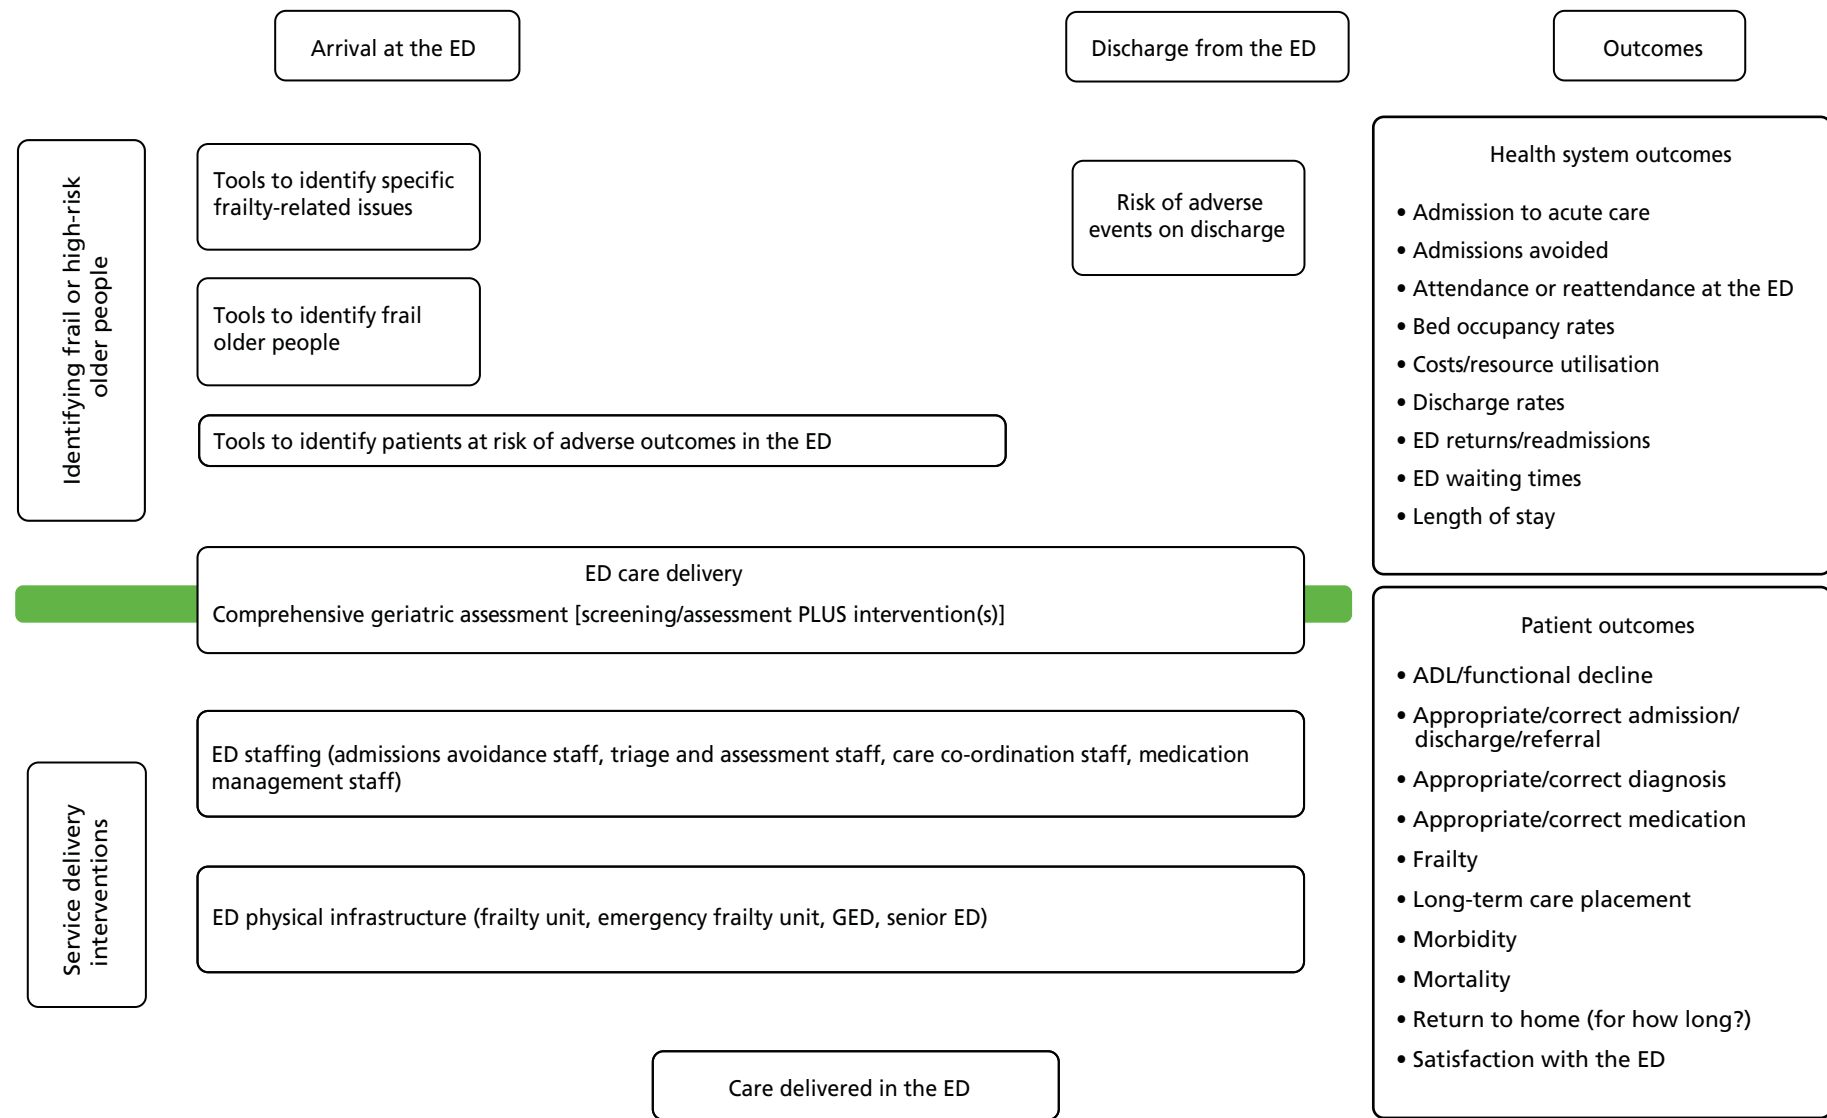 Arrival at the ED
Discharge from the ED
Outcomes
Identifying frail or high-risk
older people
Tools to identify specific
frailty-related issues
Tools to identify frail
older people
Tools to identify patients at risk of adverse outcomes in the ED
Risk of adverse
events on discharge
Health system outcomes
• Admission to acute care
• Admissions avoided
• Attendance or reattendance at the ED
• Bed occupancy rates
• Costs/resource utilisation
• Discharge rates
• ED returns/readmissions
• ED waiting times
• Length of stay
ED care delivery
Comprehensive geriatric assessment [screening/assessment PLUS intervention(s)]
Service delivery
interventions
ED staffing (admissions avoidance staff, triage and assessment staff, care co-ordination staff, medication
management staff)
ED physical infrastructure (frailty unit, emergency frailty unit, GED, senior ED)
Patient outcomes
• ADL/functional decline
• Appropriate/correct admission/
discharge/referral
• Appropriate/correct diagnosis
• Appropriate/correct medication
• Frailty
• Long-term care placement
• Morbidity
• Mortality
• Return to home (for how long?)
• Satisfaction with the ED
Care delivered in the ED